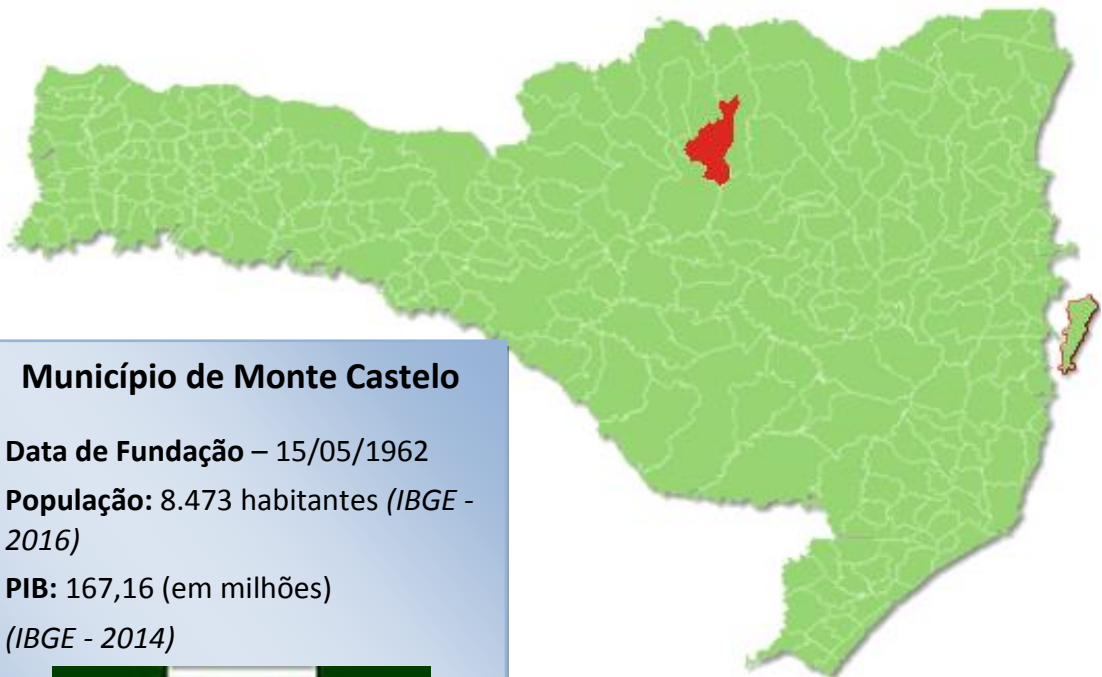 Município de Monte Castelo
Data de Fundação – 15/05/1962
População: 8.473 habitantes (IBGE -
2016)
PIB: 167,16 (em milhões)
(IBGE - 2014)